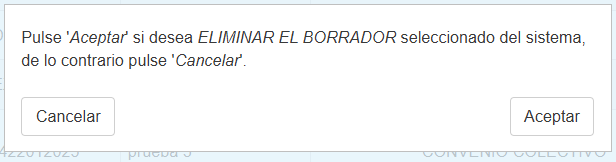 Pulse 'Aceptar' si desea ELIMINAR EL BORRADOR seleccionado del sistema,
de lo contrario pulse 'Cancelar'.
Cancelar
Aceptar